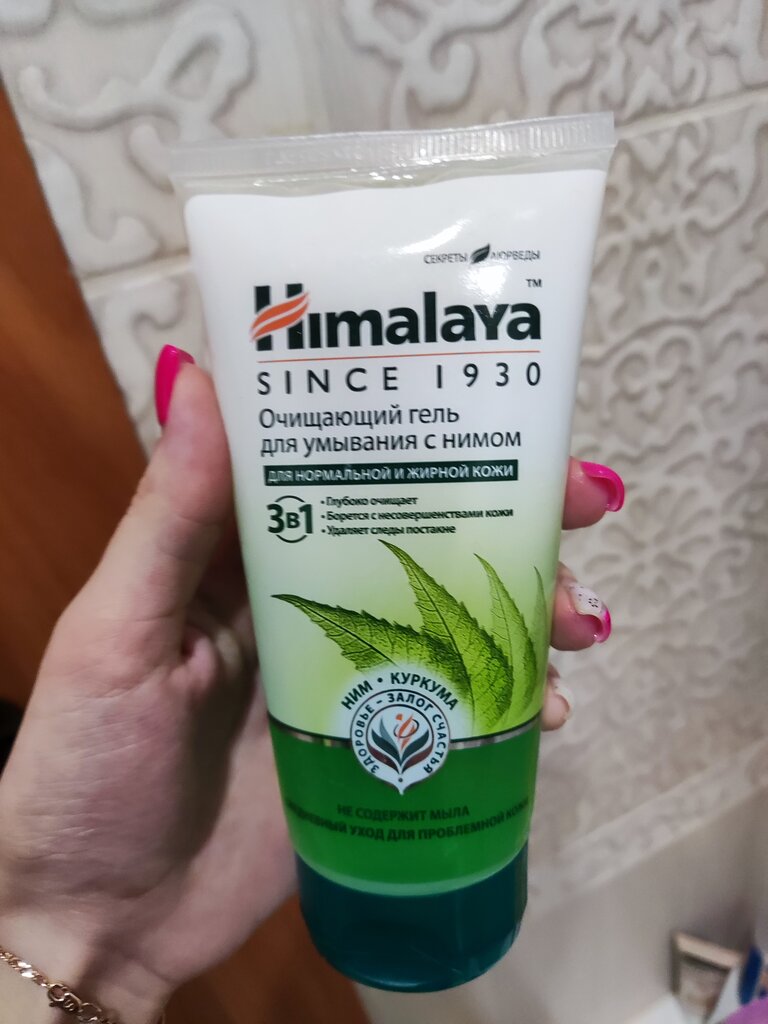 СЕКРЕТЫ АЮРВЕДЫ
Himalaya™
SINCE 1930
Очищающий гель
для умывания с нимом
ДЛЯ НОРМАЛЬНОЙ И ЖИРНОЙ КОЖИ
3в1
• Глубоко очищает
• Борется с несовершенствами кожи
• Удаляет следы постакне
НИМ • КУРКУМА
ЗДОРОВЬЕ – ЗАЛОГ СЧАСТЬЯ
НЕ СОДЕРЖИТ МЫЛА
УХОД ДЛЯ ПРОБЛЕМНОЙ КОЖИ